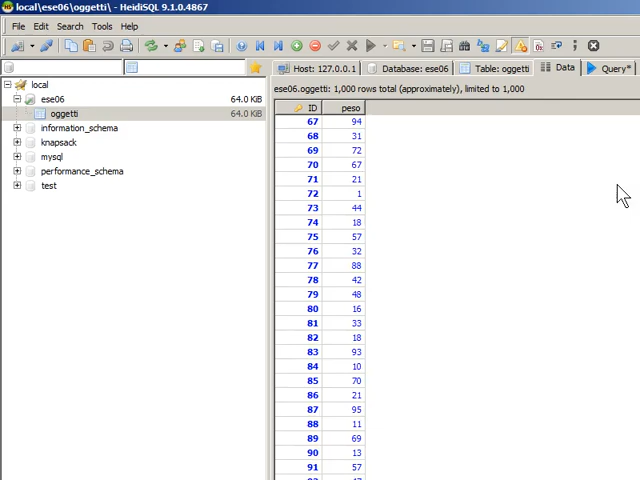 local\ese06\oggetti\ - HeidiSQL 9.1.0.4867
File Edit Search Tools Help
Host: 127.0.0.1 Database: ese06 Table: oggetti Data Query*
ese06.oggetti: 1,000 rows total (approximately), limited to 1,000
local
ese06 64.0 KiB
oggetti 64.0 KiB
information_schema
knapsack
mysql
performance_schema
test
ID peso
67 94
68 31
69 72
70 67
71 21
72 1
73 44
74 18
75 57
76 32
77 88
78 42
79 48
80 16
81 33
82 18
83 93
84 10
85 70
86 21
87 95
88 11
89 69
90 13
91 57